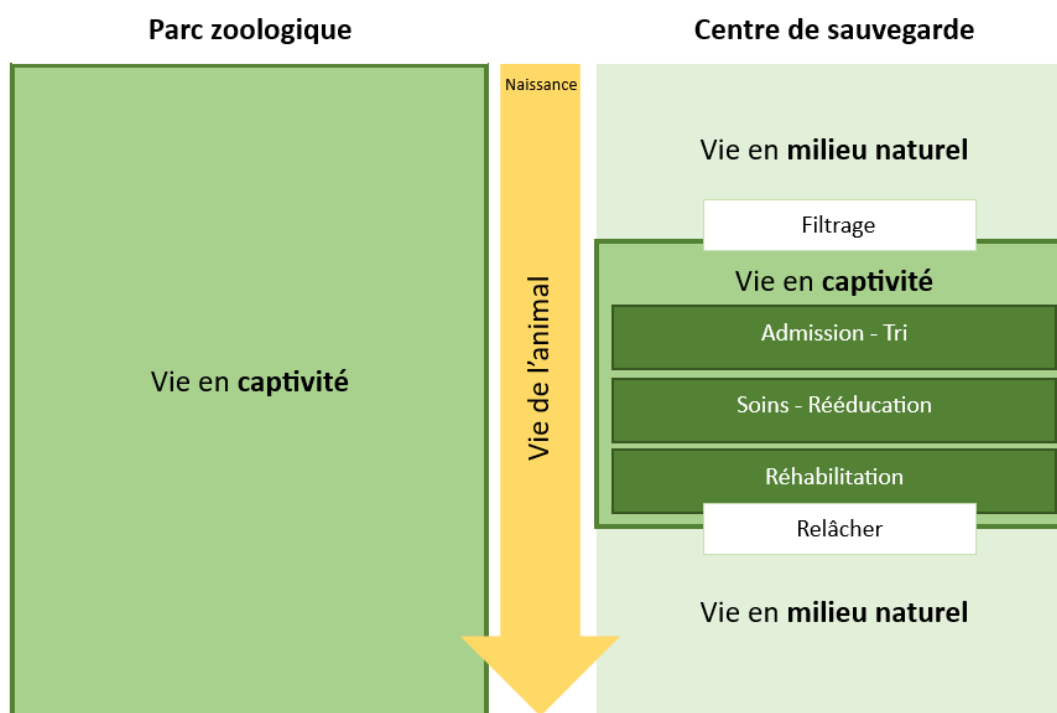 Parc zoologique
Centre de sauvegarde
Naissance
Vie de l'animal
Vie en captivité
Vie en milieu naturel
Filtrage
Vie en captivité
Admission - Tri
Soins - Rééducation
Réhabilitation
Relâcher
Vie en milieu naturel